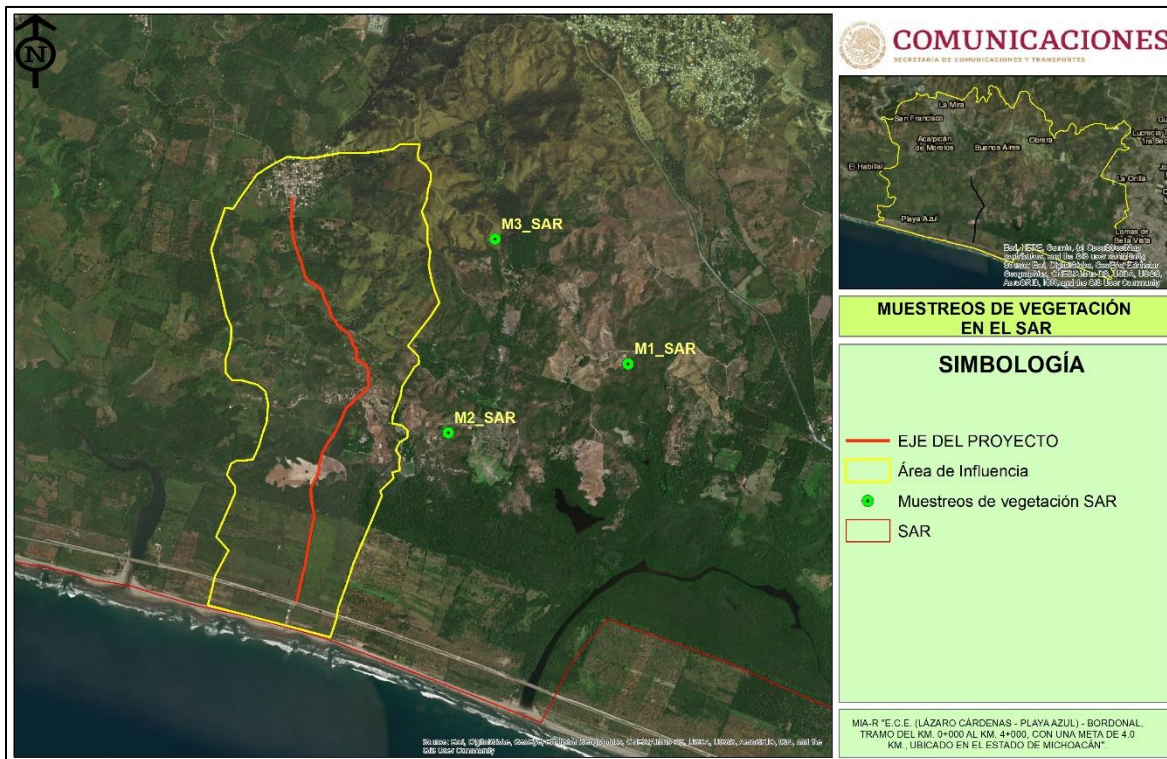 N
M3_SAR
M1_SAR
M2_SAR
COMUNICACIONES
SECRETARÍA DE COMUNICACIONES Y TRANSPORTES
La Mira
San Francisco
Acalpican
de Morelos
Buenos Aires
Obrera
El Habillal
La Orilla
Playa Azul
Lomas de
Bella Vista
MUESTREOS DE VEGETACIÓN
EN EL SAR
SIMBOLOGÍA
EJE DEL PROYECTO
Área de Influencia
Muestreos de vegetación SAR
SAR
MIA-R "E.C.E. (LÁZARO CÁRDENAS - PLAYA AZUL) - BORDONAL,
TRAMO DEL KM. 0+000 AL KM. 4+000, CON UNA META DE 4.0
KM., UBICADO EN EL ESTADO DE MICHOACÁN".